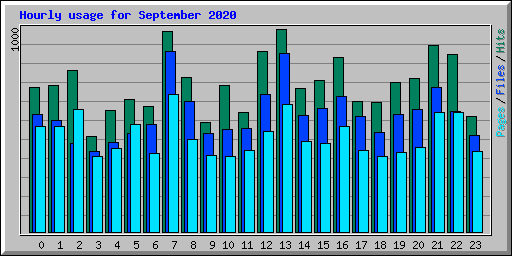 Hourly usage for September 2020
1000
Pages/Files/Hits
0 1 2 3 4 5 6 7 8 9 10 11 12 13 14 15 16 17 18 19 20 21 22 23